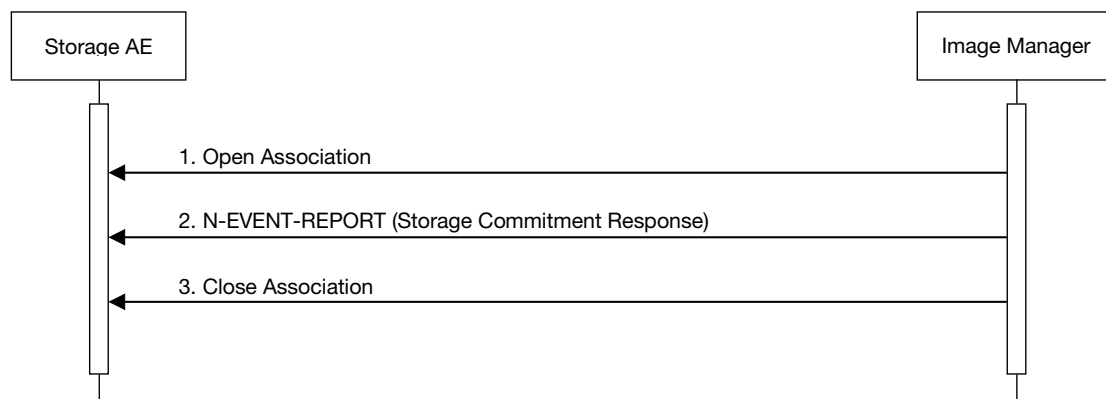 Storage AE
Image Manager
1. Open Association
2. N-EVENT-REPORT (Storage Commitment Response)
3. Close Association